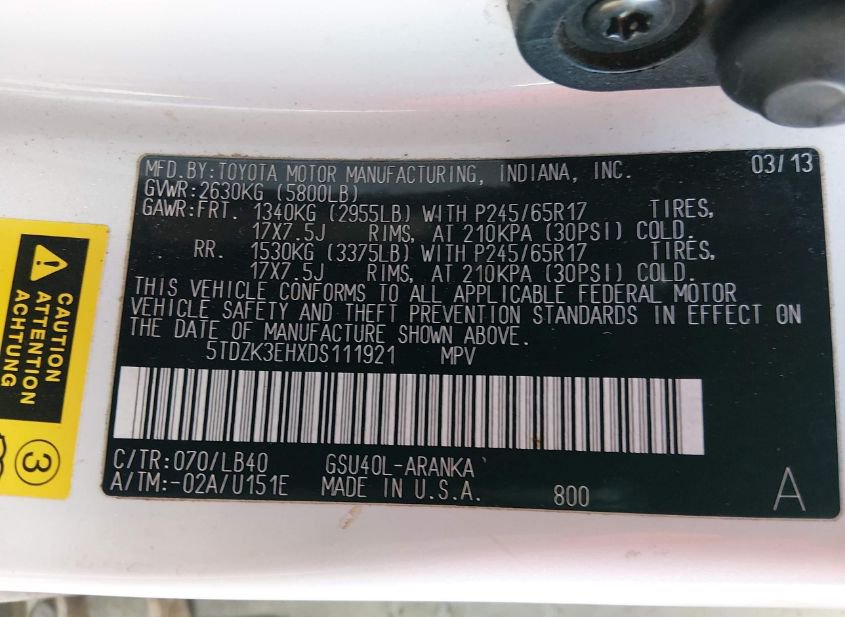 MFD.BY:TOYOTA MOTOR MANUFACTURING, INDIANA, INC. 03/13
GVWR:2630KG (5800LB)
GAWR:FRT. 1340KG (2955LB) WITH P245/65R17 TIRES,
17X7.5J RIMS, AT 210KPA (30PSI) COLD.
RR. 1530KG (3375LB) WITH P245/65R17 TIRES,
17X7.5J RIMS, AT 210KPA (30PSI) COLD.
THIS VEHICLE CONFORMS TO ALL APPLICABLE FEDERAL MOTOR
VEHICLE SAFETY AND THEFT PREVENTION STANDARDS IN EFFECT ON
THE DATE OF MANUFACTURE SHOWN ABOVE.
5TDZK3EHXDS111921 MPV
C/TR:070/LB40 GSU40L-ARANKA
A/TM:-02A/U151E MADE IN U.S.A. 800 A
CAUTION
ATTENTION
ACHTUNG
3